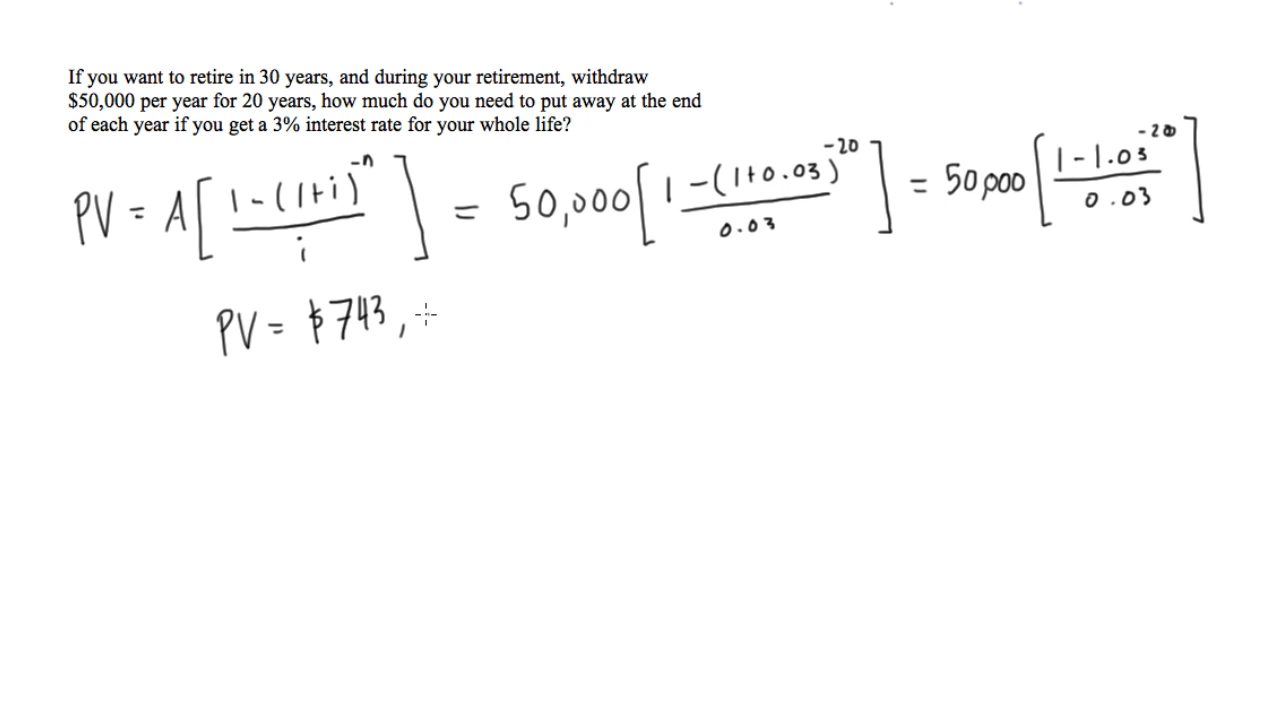 If you want to retire in 30 years, and during your retirement, withdraw
$50,000 per year for 20 years, how much do you need to put away at the end
of each year if you get a 3% interest rate for your whole life?
PV = A[1-(1+i)^-n / i] = 50,000[1-(1+0.03)^-20 / 0.03] = 50,000[1-1.03^-20 / 0.03]
PV = $743,